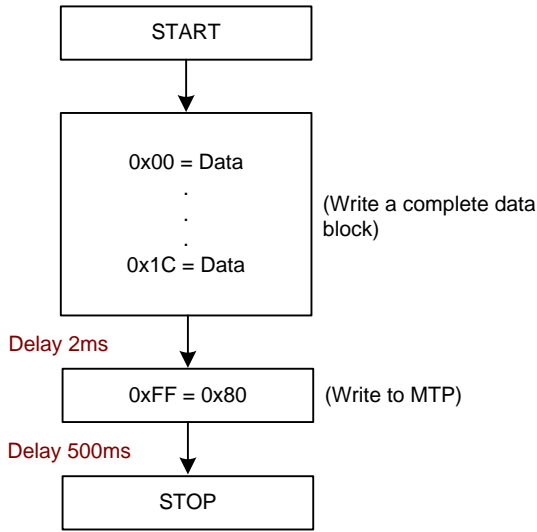 START
0x00 = Data
.
.
.
0x1C = Data
(Write a complete data
block)
Delay 2ms
0xFF = 0x80
(Write to MTP)
Delay 500ms
STOP